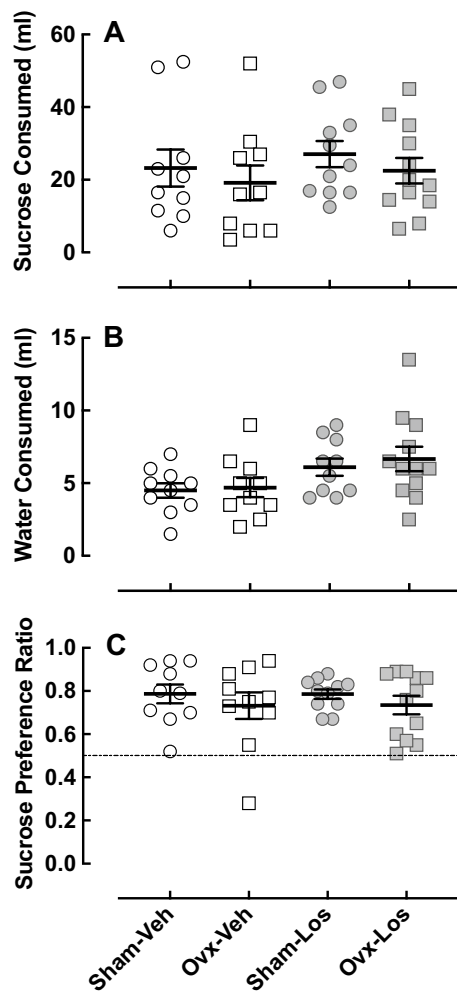 A
Sucrose Consumed (ml)
60
40
20
0
B
Water Consumed (ml)
15
10
5
0
C
Sucrose Preference Ratio
1.0
0.8
0.6
0.4
0.2
0.0
Sham-Veh
Ovx-Veh
Sham-Los
Ovx-Los